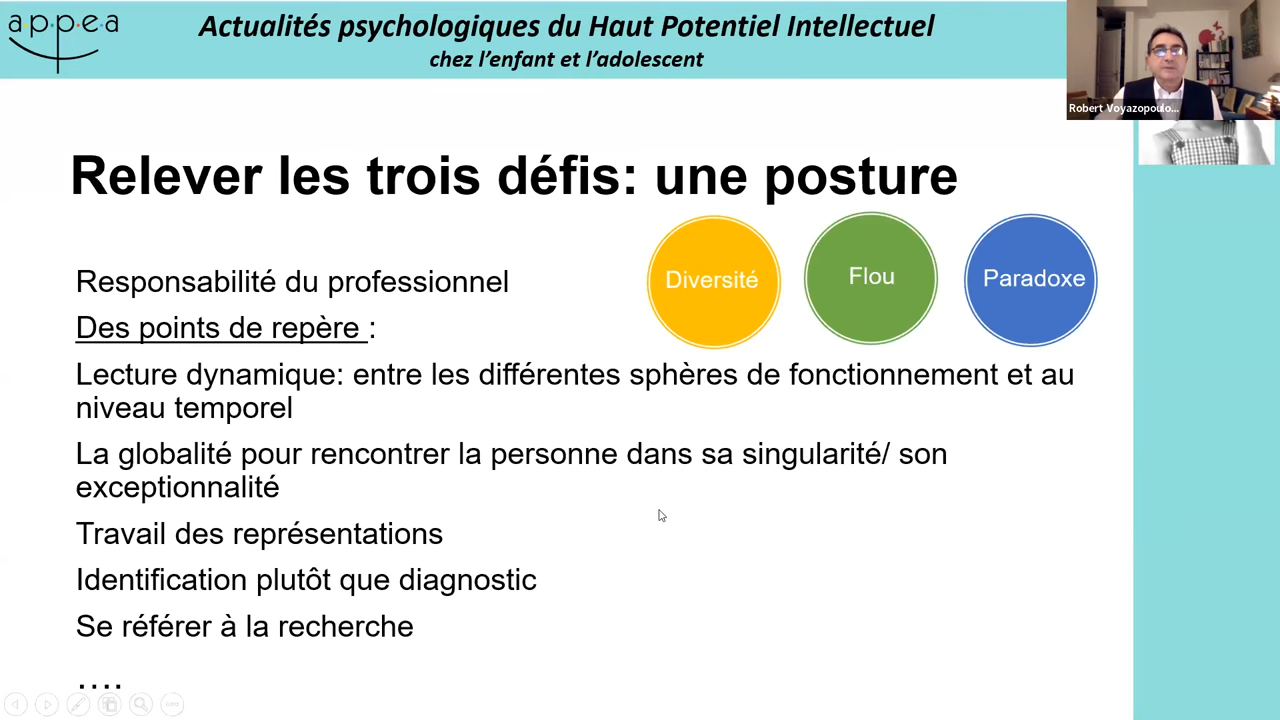 a·p·p·e·a
Actualités psychologiques du Haut Potentiel Intellectuel
chez l'enfant et l'adolescent
Robert Voyazopoulo...
Relever les trois défis: une posture
Diversité
Flou
Paradoxe
Responsabilité du professionnel
Des points de repère :
Lecture dynamique: entre les différentes sphères de fonctionnement et au
niveau temporel
La globalité pour rencontrer la personne dans sa singularité/ son
exceptionnalité
Travail des représentations
Identification plutôt que diagnostic
Se référer à la recherche
....